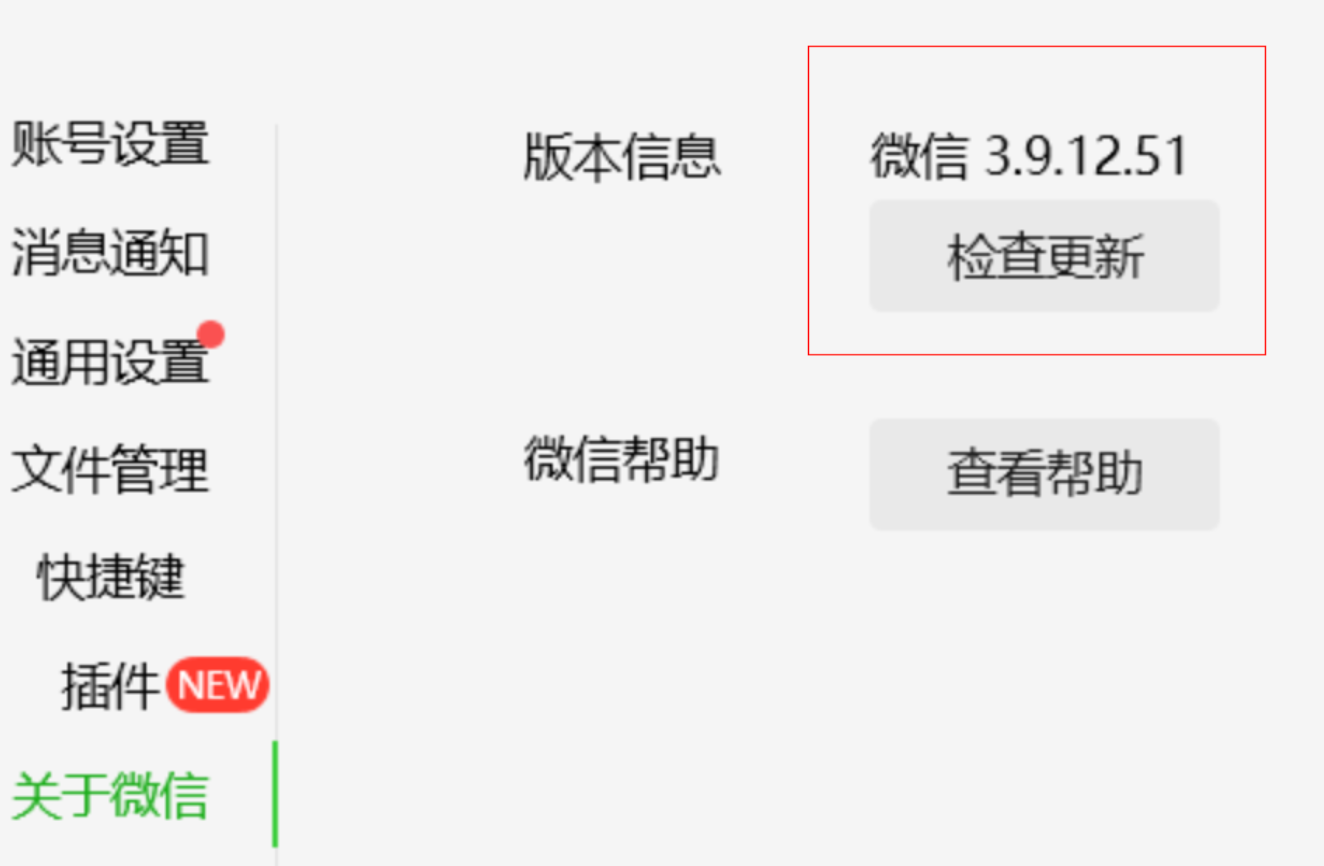 账号设置
消息通知
通用设置
文件管理
快捷键
插件 NEW
关于微信
版本信息
微信 3.9.12.51
检查更新
微信帮助
查看帮助